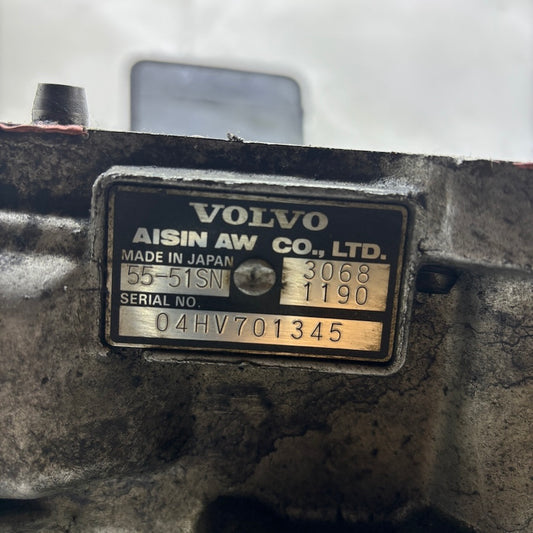 VOLVO
AISIN AW CO., LTD.
MADE IN JAPAN
55-51SN
3068
1190
SERIAL NO.
04HV701345